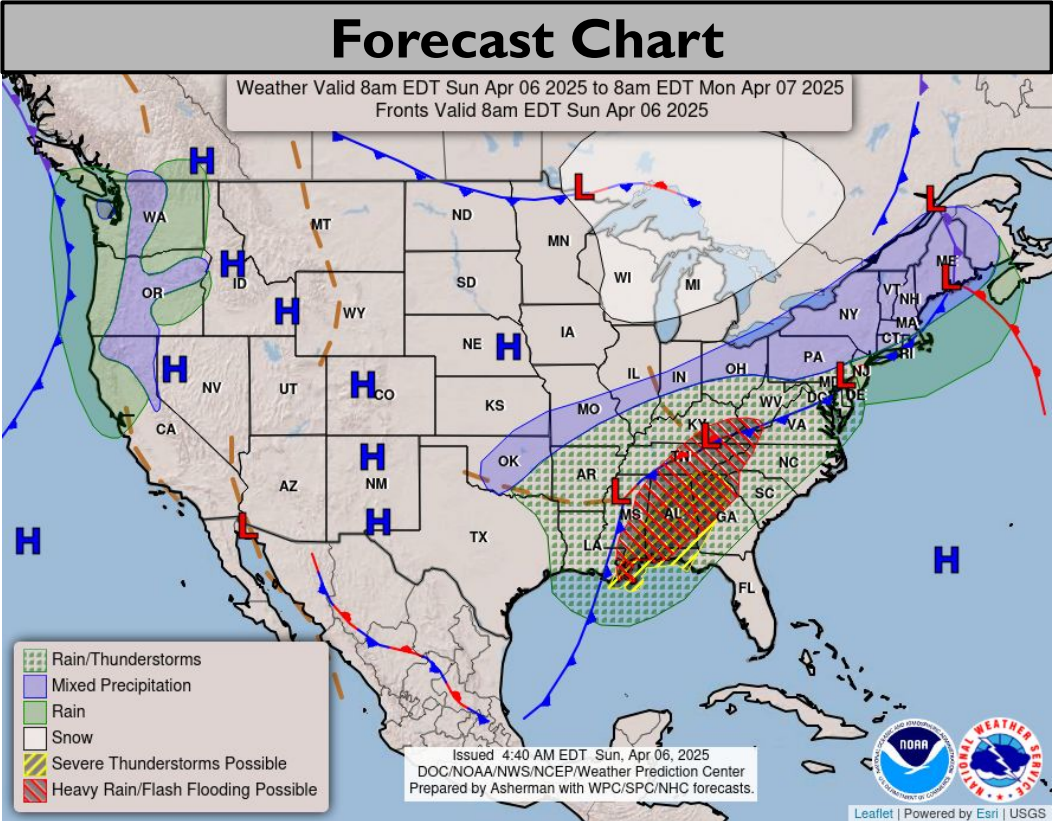 Forecast Chart
Weather Valid 8am EDT Sun Apr 06 2025 to 8am EDT Mon Apr 07 2025
Fronts Valid 8am EDT Sun Apr 06 2025
H
L
L
WA
MT
ND
MN
ME
H
ID
L
OR
SD
WI
MI
VT
NH
H
WY
NY
MA
IA
CT
RI
NE
H
PA
H
IL
IN
OH
L
NJ
NV
UT
H
CO
MD
DC
DE
KS
MO
WV
CA
KY
VA
L
H
TN
OK
NC
AZ
NM
AR
L
SC
H
MS
AL
GA
L
TX
H
LA
H
FL
Rain/Thunderstorms
Mixed Precipitation
Rain
Snow
Severe Thunderstorms Possible
Heavy Rain/Flash Flooding Possible
Issued 4:40 AM EDT Sun, Apr 06, 2025
DOC/NOAA/NWS/NCEP/Weather Prediction Center
Prepared by Asherman with WPC/SPC/NHC forecasts.
NOAA
NATIONAL WEATHER SERVICE
Leaflet | Powered by Esri | USGS